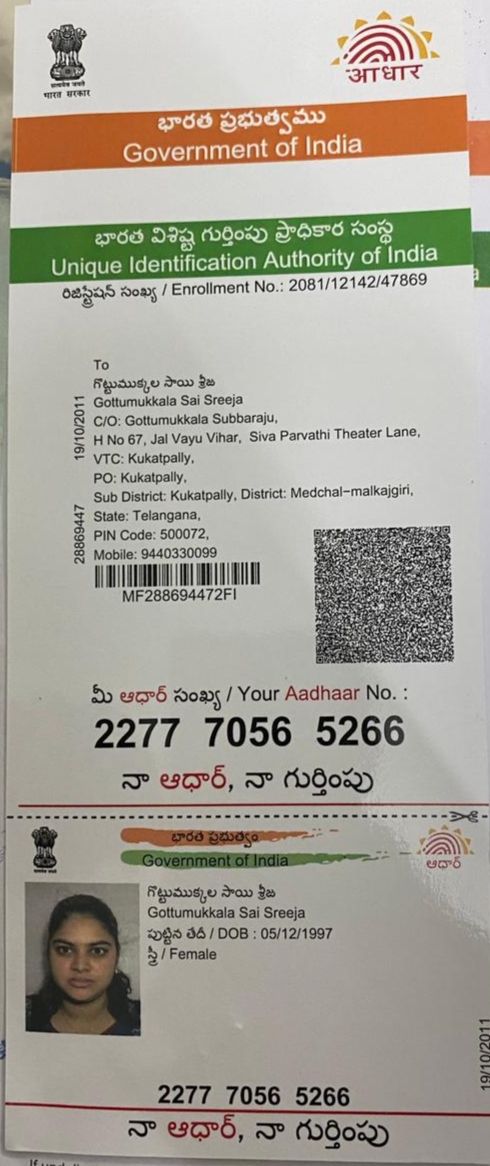 सत्यमेव जयते
भारत सरकार
आधार
భారత ప్రభుత్వము
Government of India
భారత విశిష్ట గుర్తింపు ప్రాధికార సంస్థ
Unique Identification Authority of India
రిజిస్ట్రేషన్ సంఖ్య / Enrollment No.: 2081/12142/47869
To
గొట్టుముక్కల సాయి శ్రీజ
Gottumukkala Sai Sreeja
C/O: Gottumukkala Subbaraju,
H No 67, Jal Vayu Vihar, Siva Parvathi Theater Lane,
VTC: Kukatpally,
PO: Kukatpally,
Sub District: Kukatpally, District: Medchal-malkajgiri,
State: Telangana,
PIN Code: 500072,
Mobile: 9440330099
19/10/2011
28869447
MF288694472FI
మీ ఆధార్ సంఖ్య / Your Aadhaar No. :
2277 7056 5266
నా ఆధార్, నా గుర్తింపు
భారత ప్రభుత్వం
Government of India
ఆధార్
గొట్టుముక్కల సాయి శ్రీజ
Gottumukkala Sai Sreeja
పుట్టిన తేదీ / DOB : 05/12/1997
స్త్రీ / Female
19/10/2011
2277 7056 5266
నా ఆధార్, నా గుర్తింపు